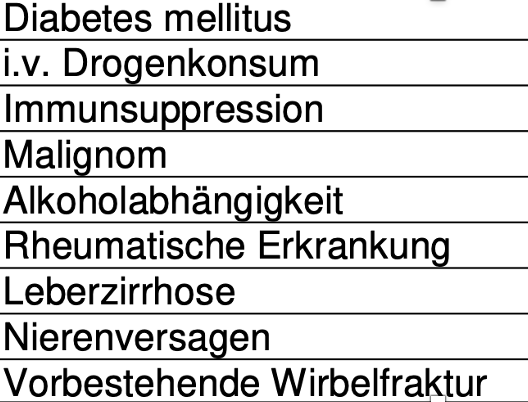 Diabetes mellitus
i.v. Drogenkonsum
Immunsuppression
Malignom
Alkoholabhängigkeit
Rheumatische Erkrankung
Leberzirrhose
Nierenversagen
Vorbestehende Wirbelfraktur